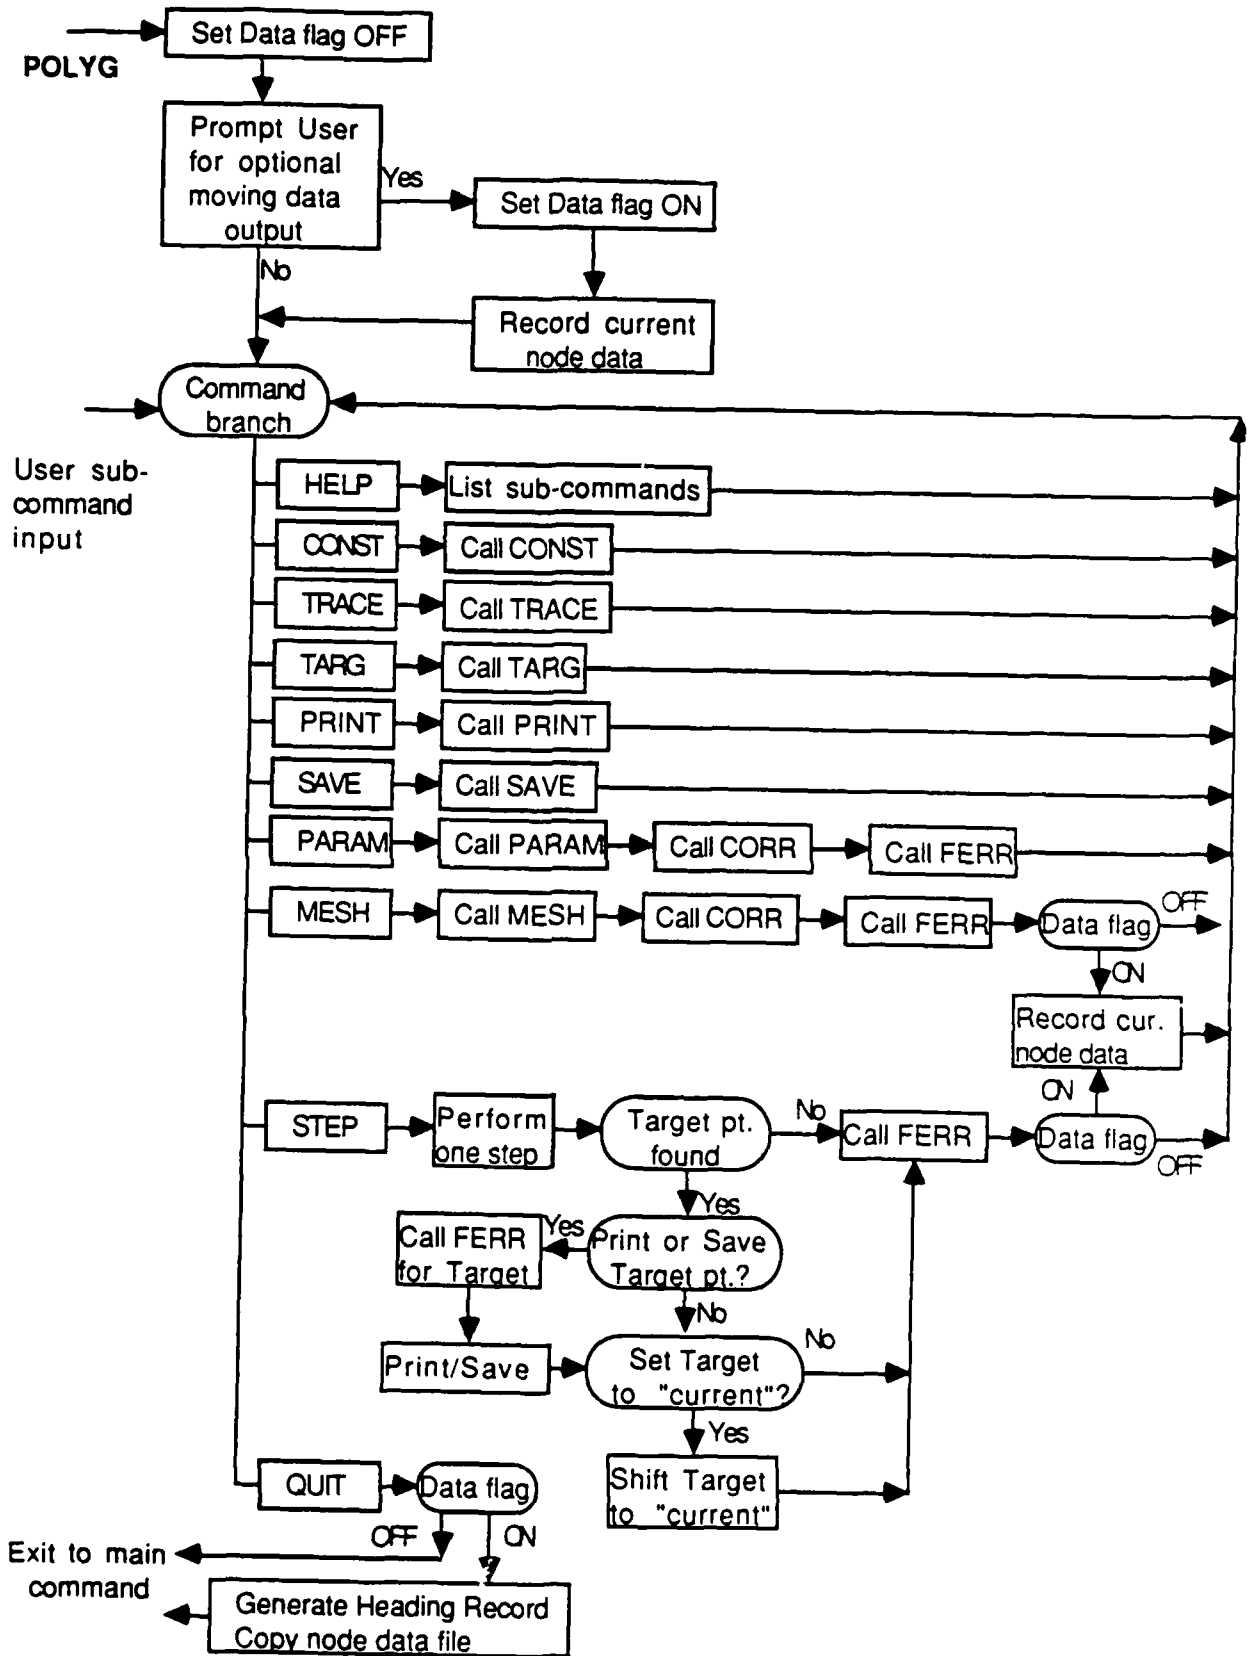 Set Data flag OFF
POLYG
Prompt User
for optional
moving data
output
Yes
Set Data flag ON
No
Record current
node data
Command
branch
User sub-
command
input
HELP
List sub-commands
CONST
Call CONST
TRACE
Call TRACE
TARG
Call TARG
PRINT
Call PRINT
SAVE
Call SAVE
PARAM
Call PARAM
Call CORR
Call FERR
MESH
Call MESH
Call CORR
Call FERR
Data flag
OFF
ON
Record cur.
node data
ON
STEP
Perform
one step
Target pt.
found
No
Call FERR
Data flag
OFF
Yes
Print or Save
Target pt.?
Yes
Call FERR
for Target
No
Print/Save
Set Target
to "current"?
No
Yes
Shift Target
to "current"
QUIT
Data flag
OFF
ON
Exit to main
command
Generate Heading Record
Copy node data file